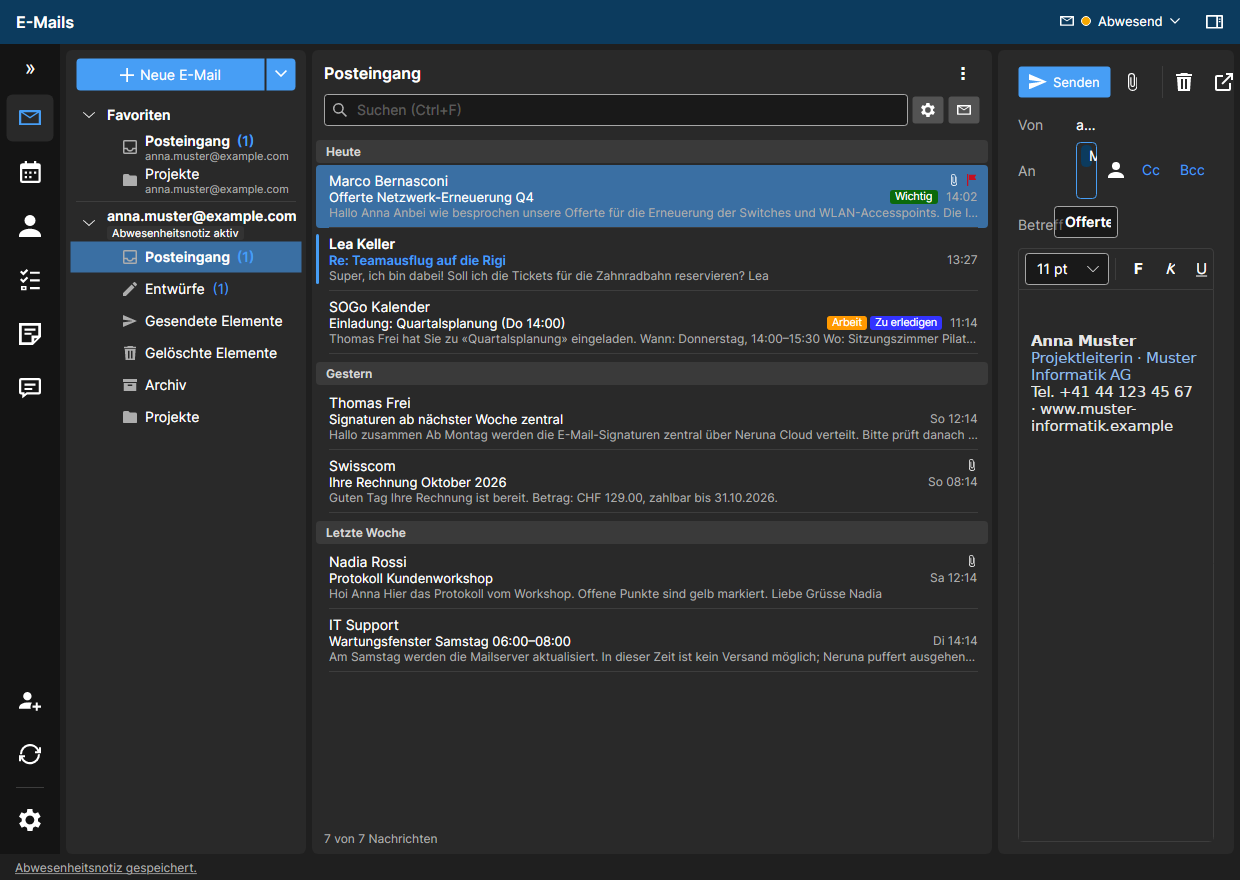 E-Mails
Abwesend
Neue E-Mail
Favoriten
Posteingang (1)
anna.muster@example.com
Projekte
anna.muster@example.com
anna.muster@example.com
Abwesenheitsnotiz aktiv
Posteingang (1)
Entwürfe (1)
Gesendete Elemente
Gelöschte Elemente
Archiv
Projekte
Posteingang
Suchen (Ctrl+F)
Heute
Marco Bernasconi
Offerte Netzwerk-Erneuerung Q4 Wichtig 14:02
Hallo Anna Anbei wie besprochen unsere Offerte für die Erneuerung der Switches und WLAN-Accesspoints. Die I...
Lea Keller
Re: Teamausflug auf die Rigi 13:27
Super, ich bin dabei! Soll ich die Tickets für die Zahnradbahn reservieren? Lea
SOGo Kalender
Einladung: Quartalsplanung (Do 14:00) Arbeit Zu erledigen 11:14
Thomas Frei hat Sie zu «Quartalsplanung» eingeladen. Wann: Donnerstag, 14:00–15:30 Wo: Sitzungszimmer Pilat...
Gestern
Thomas Frei
Signaturen ab nächster Woche zentral So 12:14
Hallo zusammen Ab Montag werden die E-Mail-Signaturen zentral über Neruna Cloud verteilt. Bitte prüft danach ...
Swisscom
Ihre Rechnung Oktober 2026 So 08:14
Guten Tag Ihre Rechnung ist bereit. Betrag: CHF 129.00, zahlbar bis 31.10.2026.
Letzte Woche
Nadia Rossi
Protokoll Kundenworkshop Sa 12:14
Hoi Anna Hier das Protokoll vom Workshop. Offene Punkte sind gelb markiert. Liebe Grüsse Nadia
IT Support
Wartungsfenster Samstag 06:00–08:00 Di 14:14
Am Samstag werden die Mailserver aktualisiert. In dieser Zeit ist kein Versand möglich; Neruna puffert ausgehen...
7 von 7 Nachrichten
Senden
Von a...
An M Cc Bcc
Betreff Offerte
11 pt F K U
Anna Muster
Projektleiterin · Muster
Informatik AG
Tel. +41 44 123 45 67
· www.muster-
informatik.example
Abwesenheitsnotiz gespeichert.